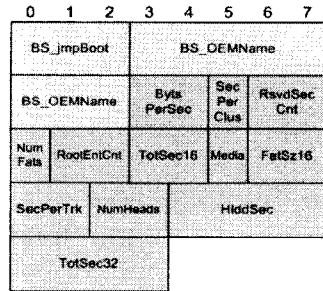 0 1 2 3 4 5 6 7
BS_jmpBoot BS_OEMName
BS_OEMName Byts PerSec Sec Per Clus RsvdSec Cnt
Num Fats RootEntCnt TotSec16 Media FatSz16
SecPerTrk NumHeads HiddSec
TotSec32